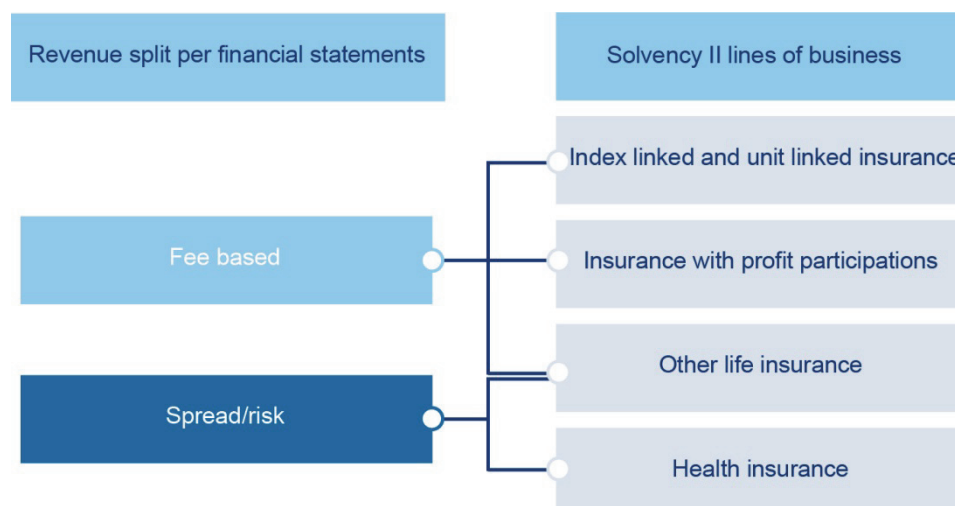 Revenue split per financial statements
Solvency II lines of business
Index linked and unit linked insurance
Fee based
Insurance with profit participations
Other life insurance
Spread/risk
Health insurance